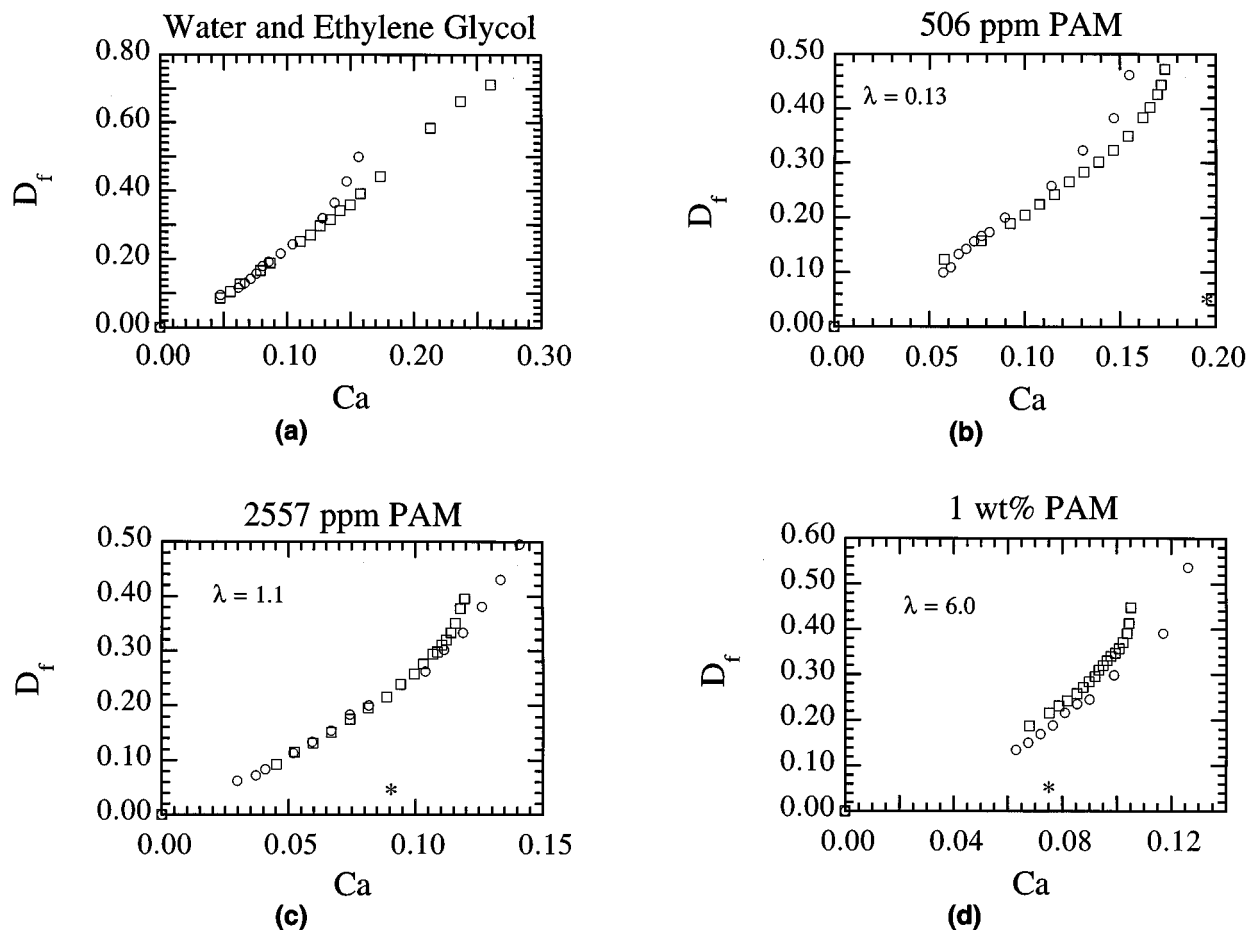 Water and Ethylene Glycol
0.80
0.60
0.40
0.20
0.00
D_f
0.00 0.10 0.20 0.30
Ca
(a)
506 ppm PAM
0.50
0.40
0.30
0.20
0.10
0.00
D_f
λ = 0.13
*
0.00 0.05 0.10 0.15 0.20
Ca
(b)
2557 ppm PAM
0.50
0.40
0.30
0.20
0.10
0.00
D_f
λ = 1.1
*
0.00 0.05 0.10 0.15
Ca
(c)
1 wt% PAM
0.60
0.50
0.40
0.30
0.20
0.10
0.00
D_f
λ = 6.0
*
0.00 0.04 0.08 0.12
Ca
(d)